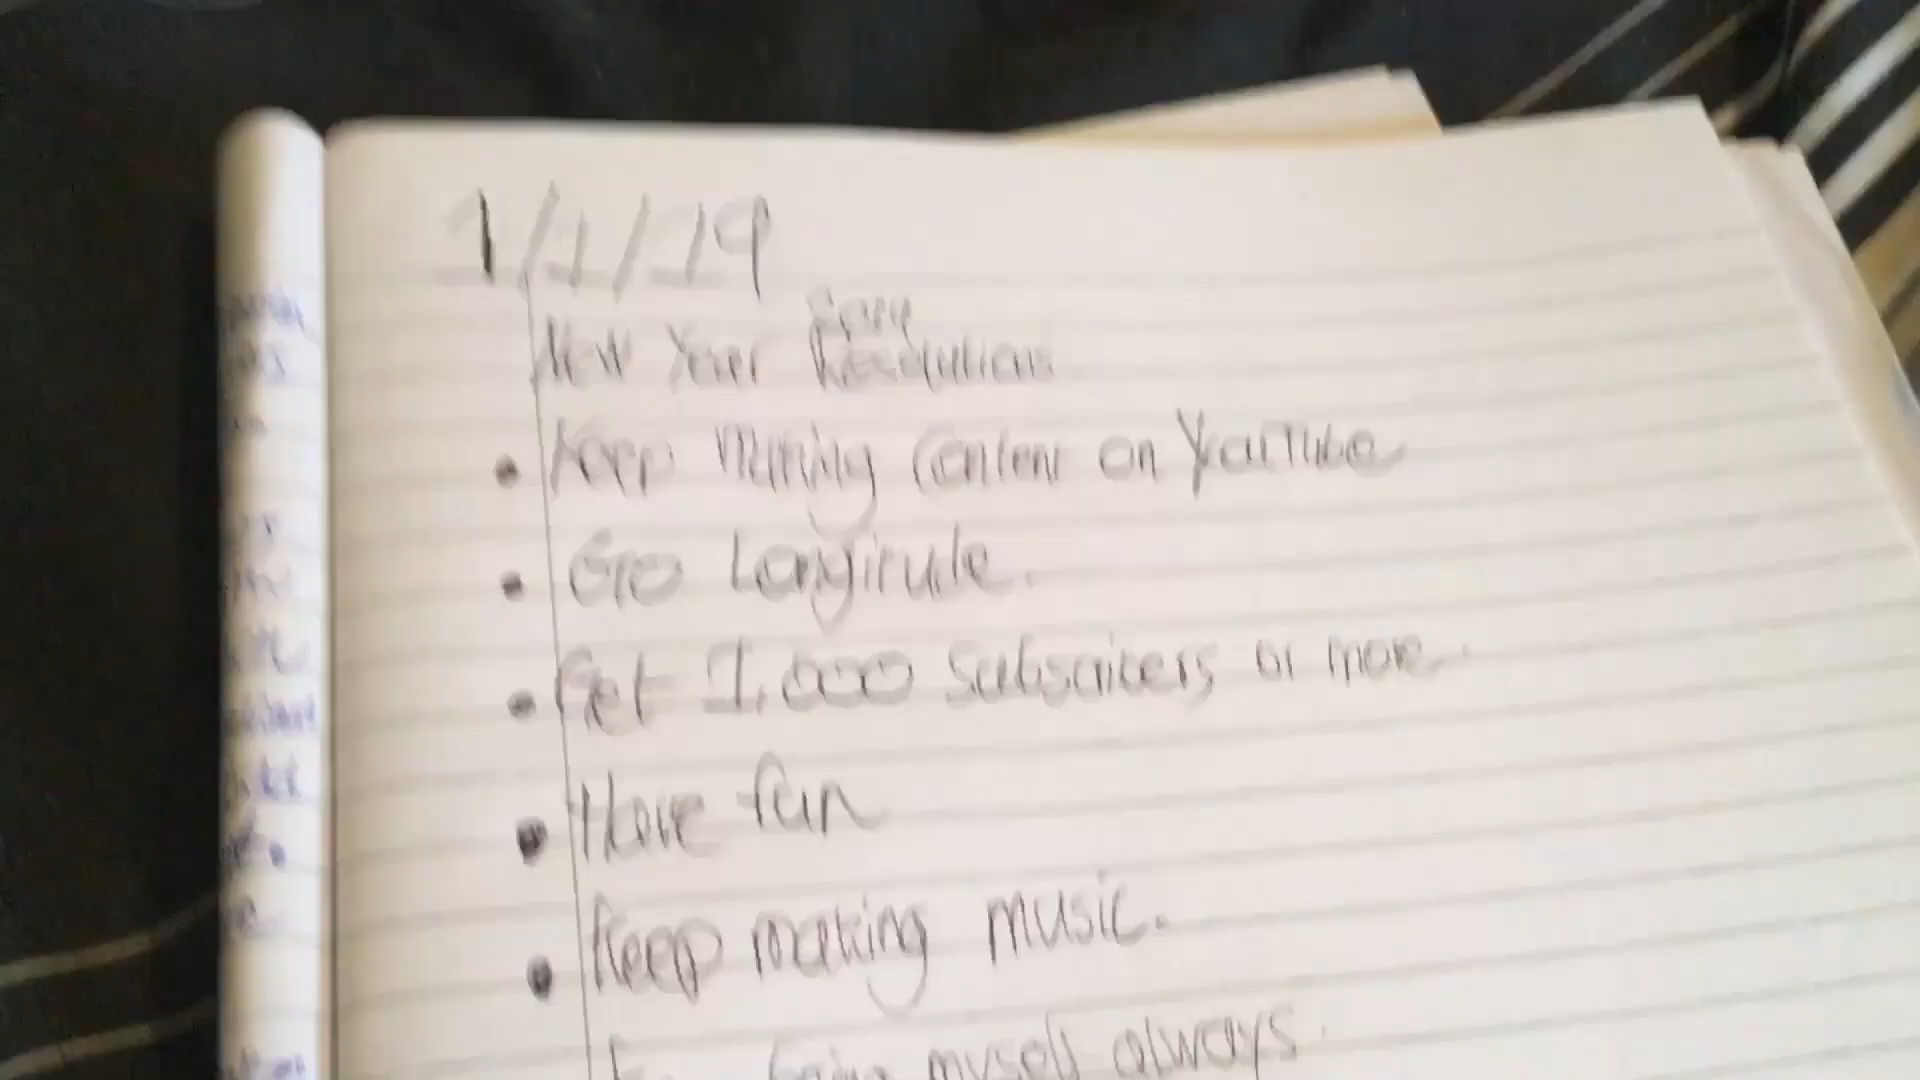 1/1/19
New Year Resolutions
• Keep Making Content on YouTube
• Go Longitude.
• Get 1,000 Subscribers or more.
• Have fun
• Keep making music.
being myself always.